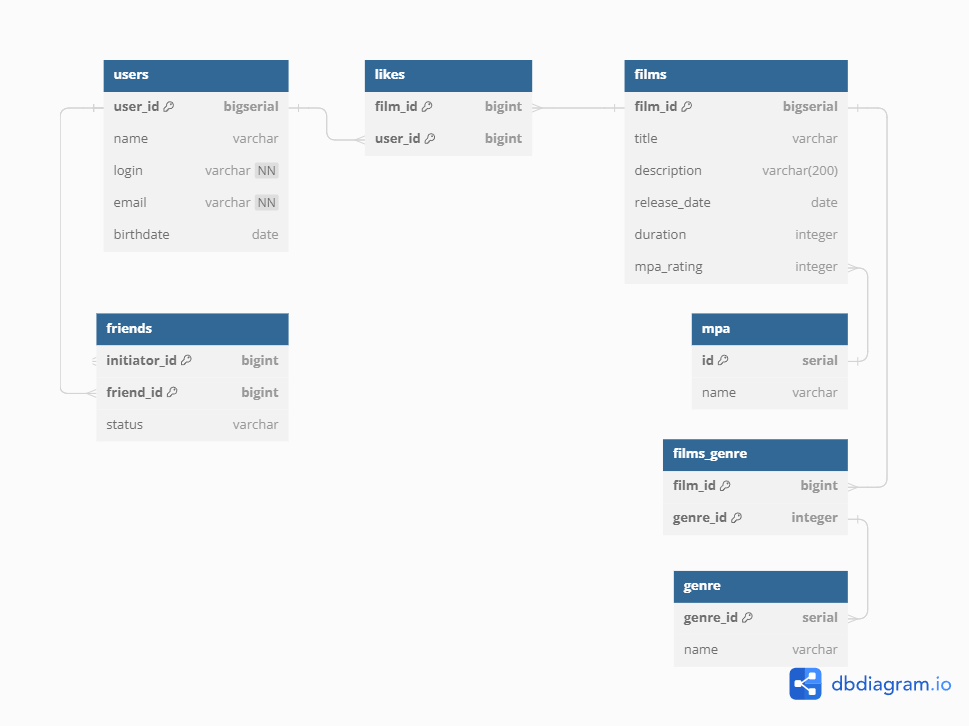 users
user_id bigserial
name varchar
login varchar NN
email varchar NN
birthdate date
likes
film_id bigint
user_id bigint
films
film_id bigserial
title varchar
description varchar(200)
release_date date
duration integer
mpa_rating integer
friends
initiator_id bigint
friend_id bigint
status varchar
mpa
id serial
name varchar
films_genre
film_id bigint
genre_id integer
genre
genre_id serial
name varchar
dbdiagram.io